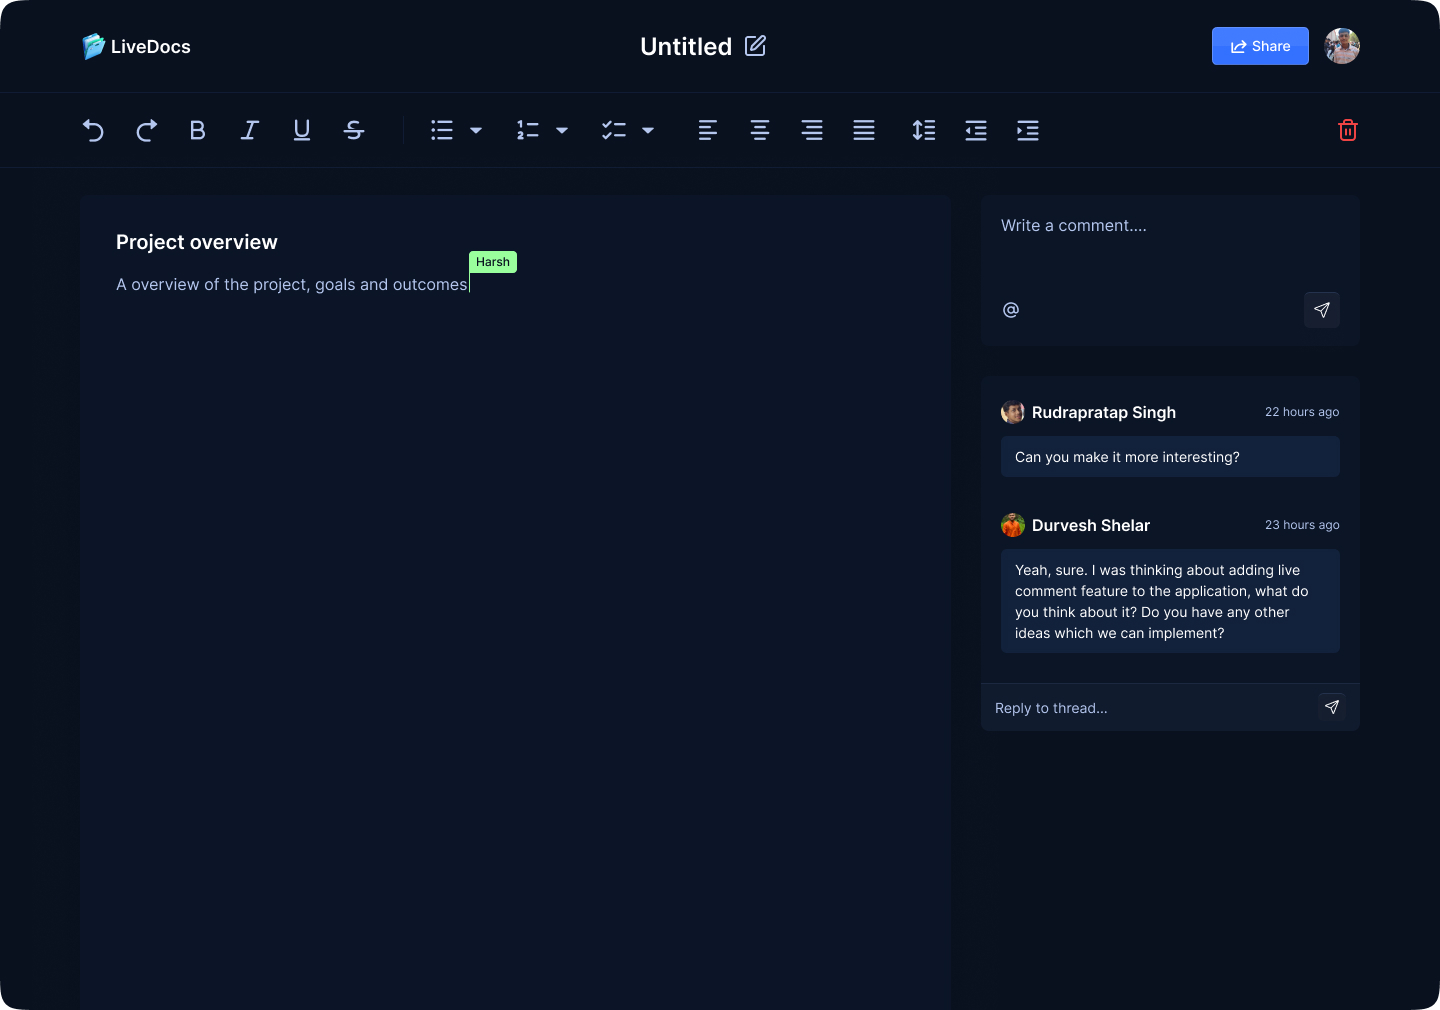 LiveDocs
Untitled
Share
Project overview
Harsh
A overview of the project, goals and outcomes
Write a comment....
@
Rudrapratap Singh
22 hours ago
Can you make it more interesting?
Durvesh Shelar
23 hours ago
Yeah, sure. I was thinking about adding live
comment feature to the application, what do
you think about it? Do you have any other
ideas which we can implement?
Reply to thread...